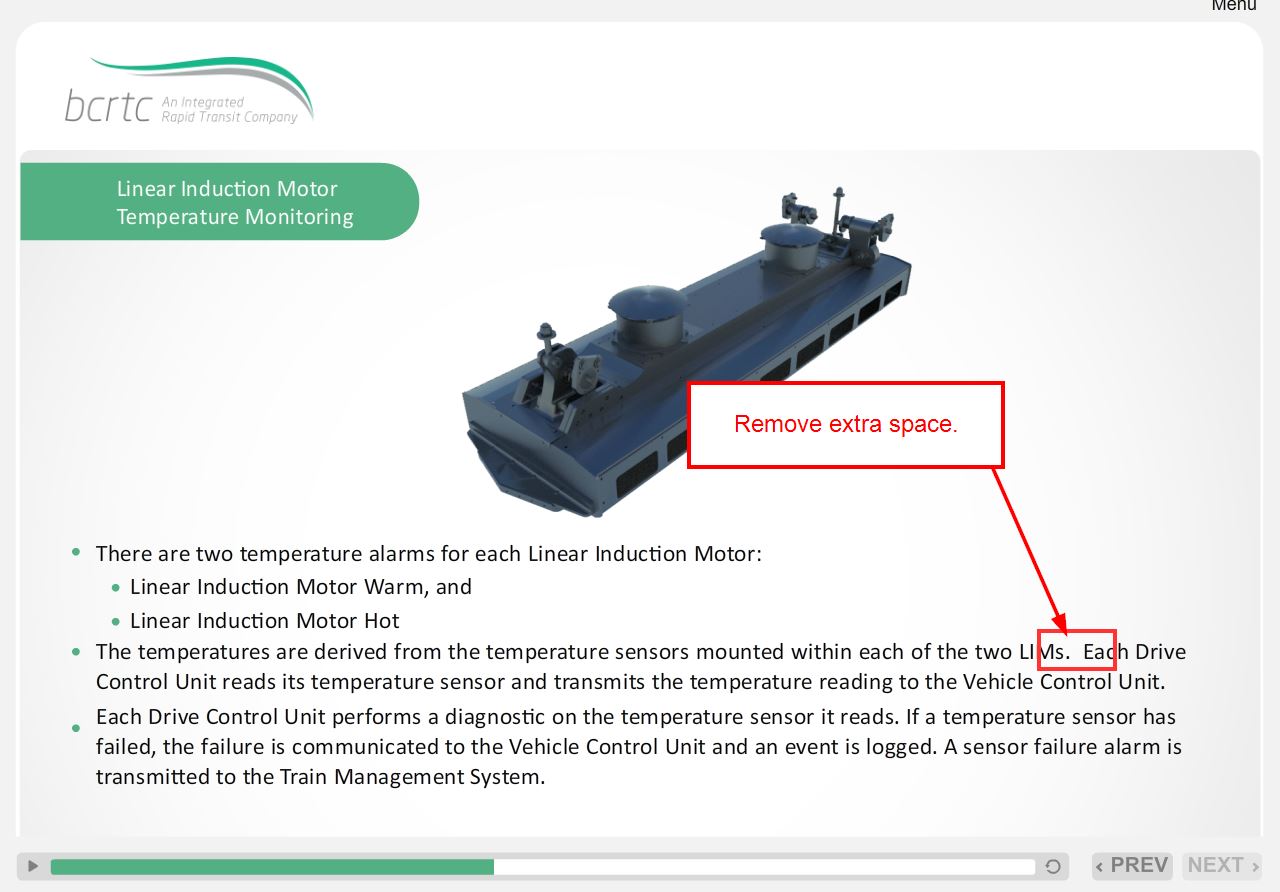 Menu
bcrtc An Integrated
Rapid Transit Company
Linear Induction Motor
Temperature Monitoring
Remove extra space.
There are two temperature alarms for each Linear Induction Motor:
Linear Induction Motor Warm, and
Linear Induction Motor Hot
The temperatures are derived from the temperature sensors mounted within each of the two LIMs.  Each Drive
Control Unit reads its temperature sensor and transmits the temperature reading to the Vehicle Control Unit.
Each Drive Control Unit performs a diagnostic on the temperature sensor it reads. If a temperature sensor has
failed, the failure is communicated to the Vehicle Control Unit and an event is logged. A sensor failure alarm is
transmitted to the Train Management System.
‹ PREV NEXT ›